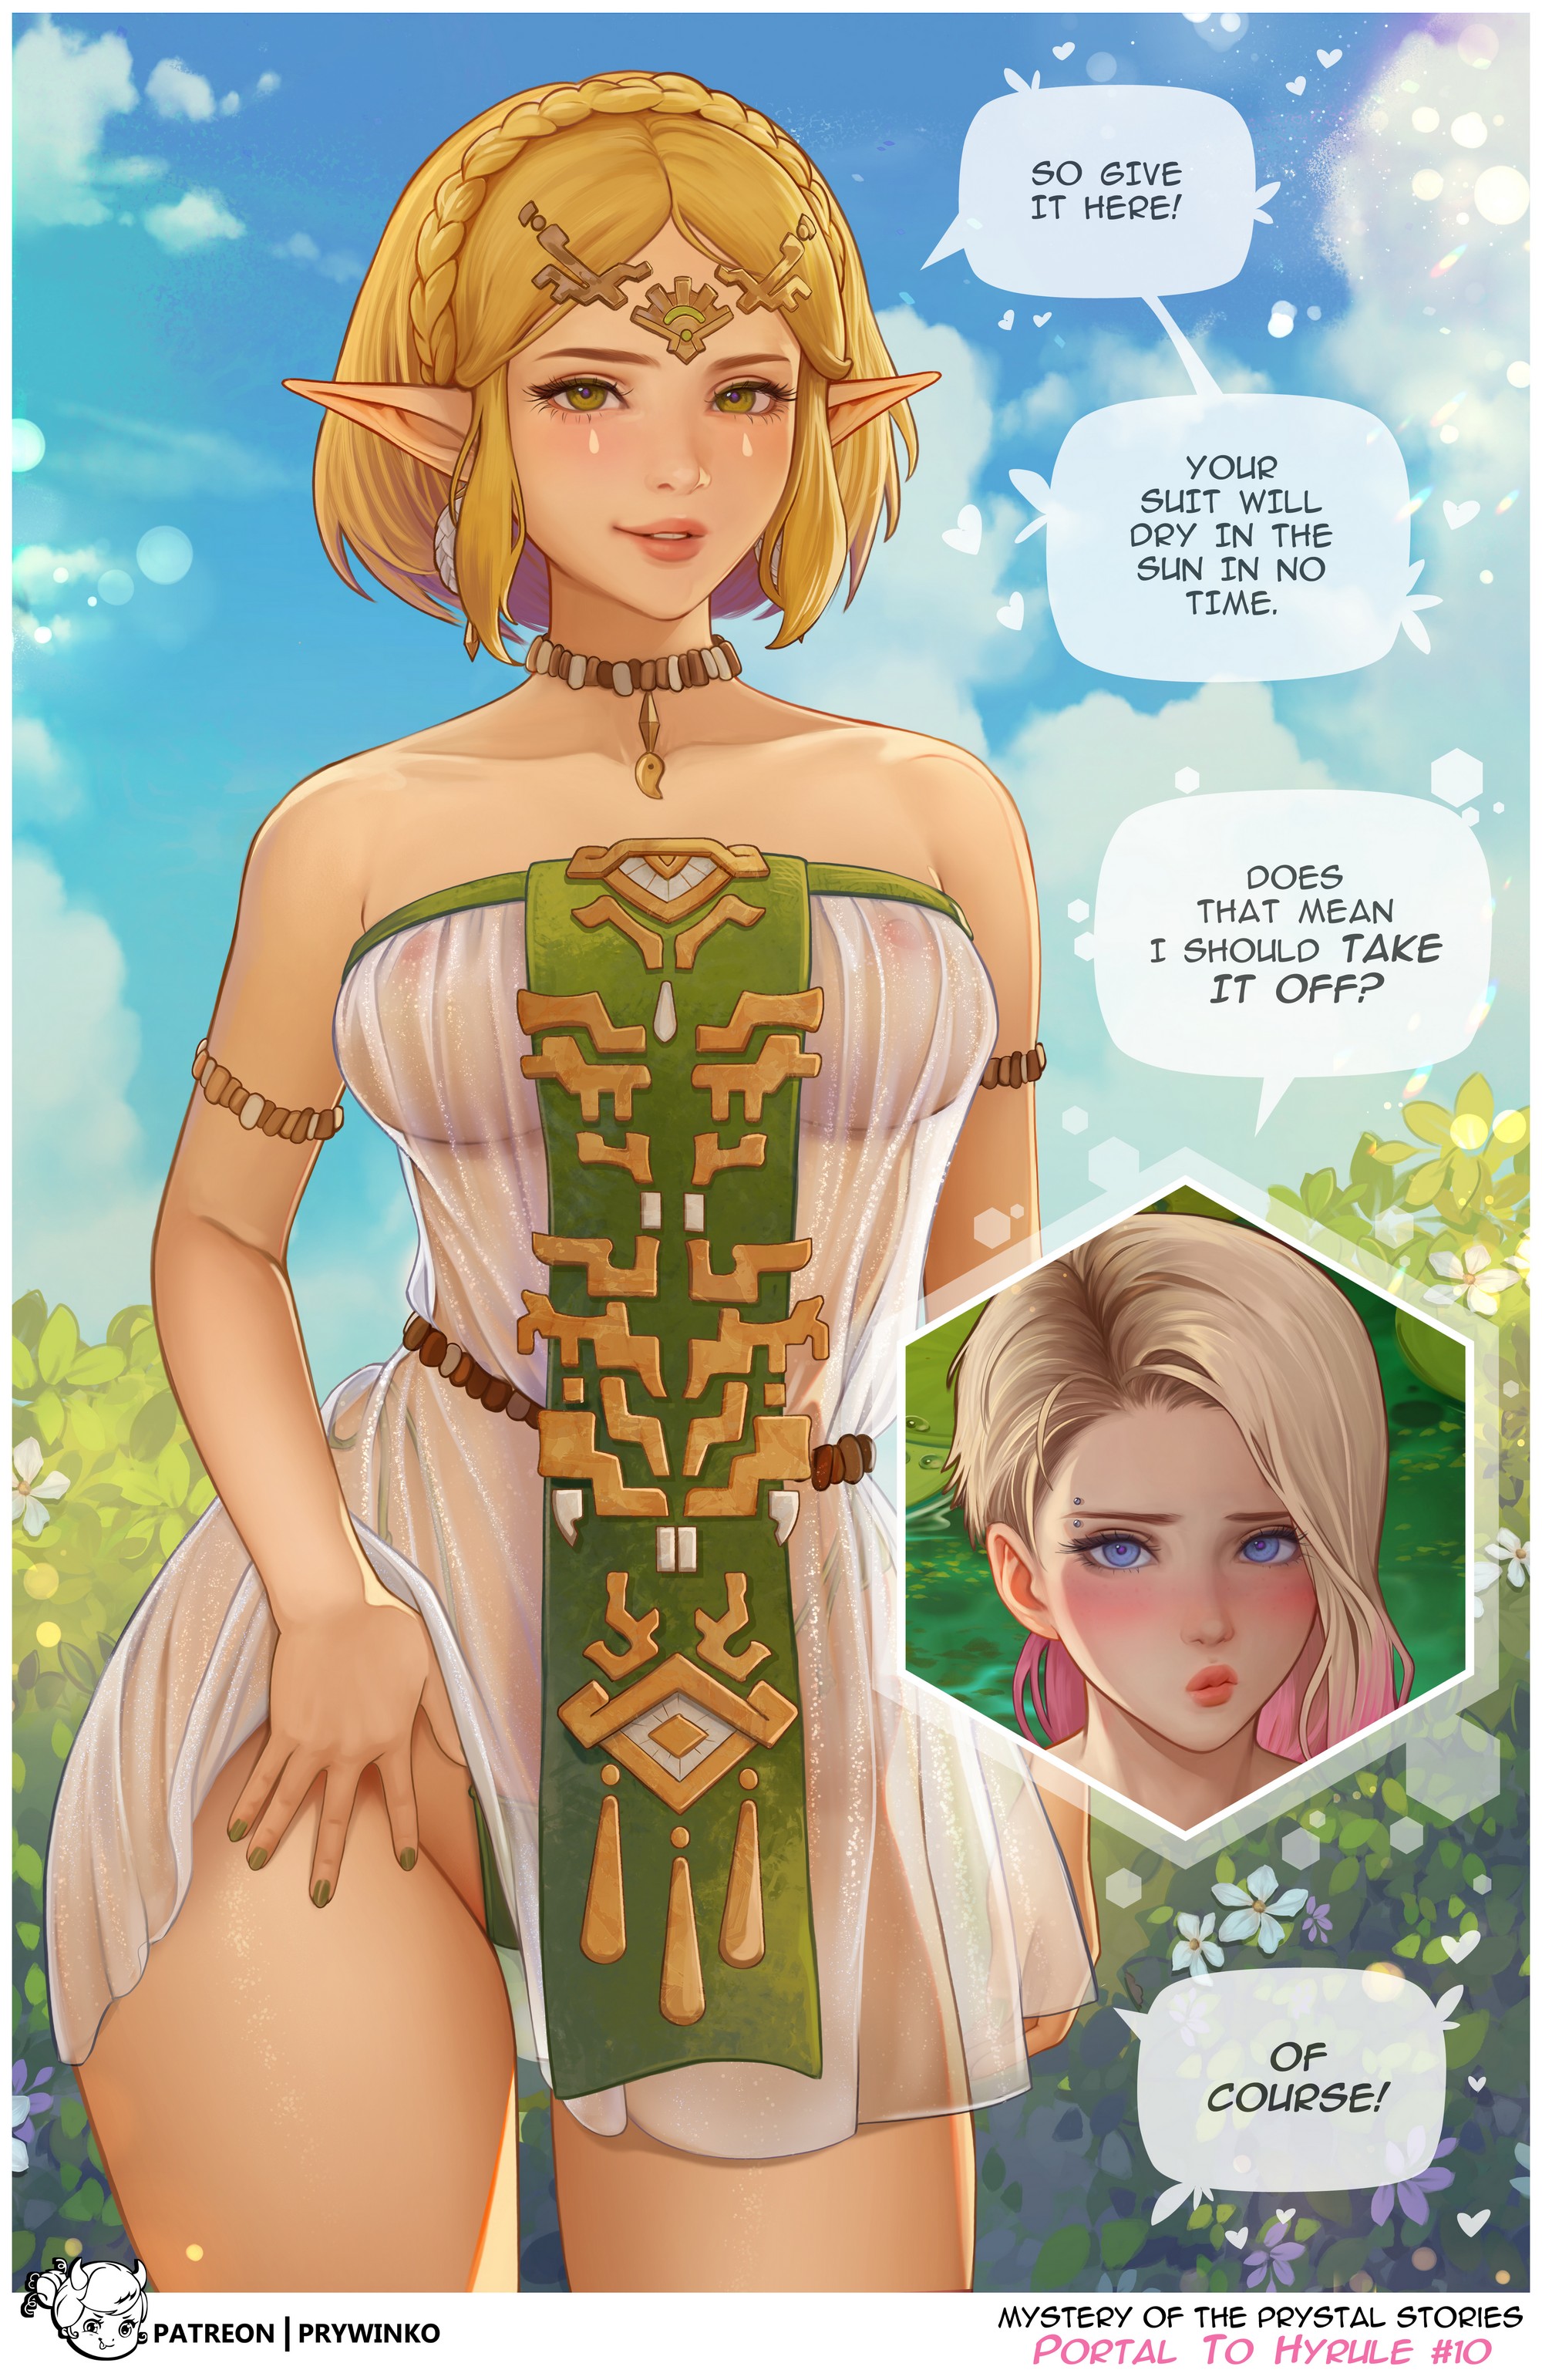 SO GIVE
IT HERE!
YOUR
SUIT WILL
DRY IN THE
SUN IN NO
TIME.
DOES
THAT MEAN
I SHOULD TAKE
IT OFF?
OF
COURSE!
PATREON | PRYWINKO
MYSTERY OF THE PRYSTAL STORIES
PORTAL TO HYRULE #10